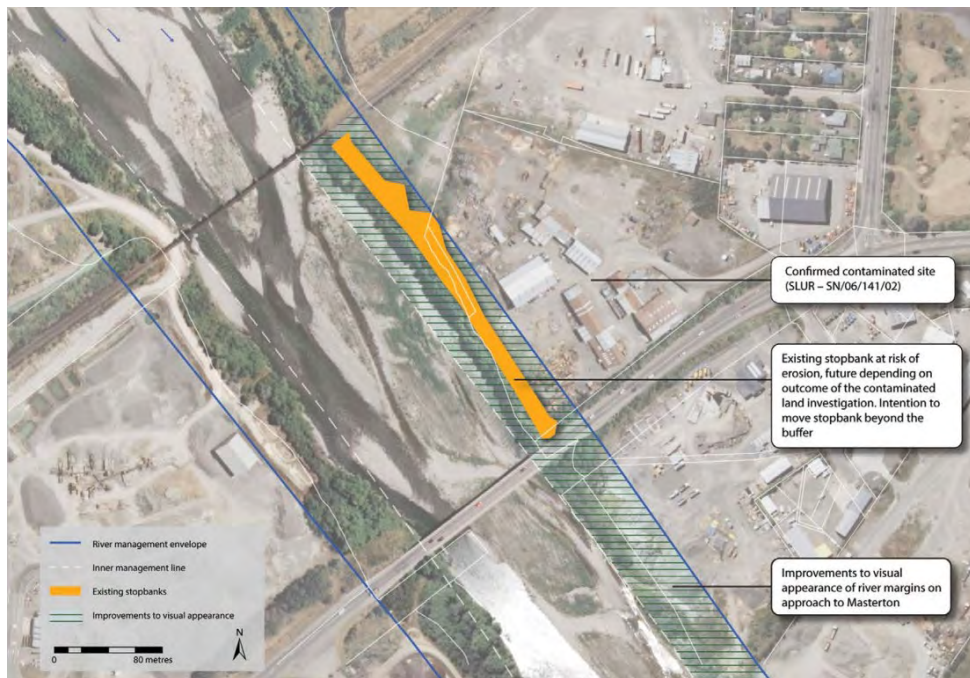 Confirmed contaminated site
(SLUR – SN/06/141/02)
Existing stopbank at risk of
erosion, future depending on
outcome of the contaminated
land investigation. Intention to
move stopbank beyond the
buffer
Improvements to visual
appearance of river margins on
approach to Masterton
River management envelope
Inner management line
Existing stopbanks
Improvements to visual appearance
N
0 80 metres